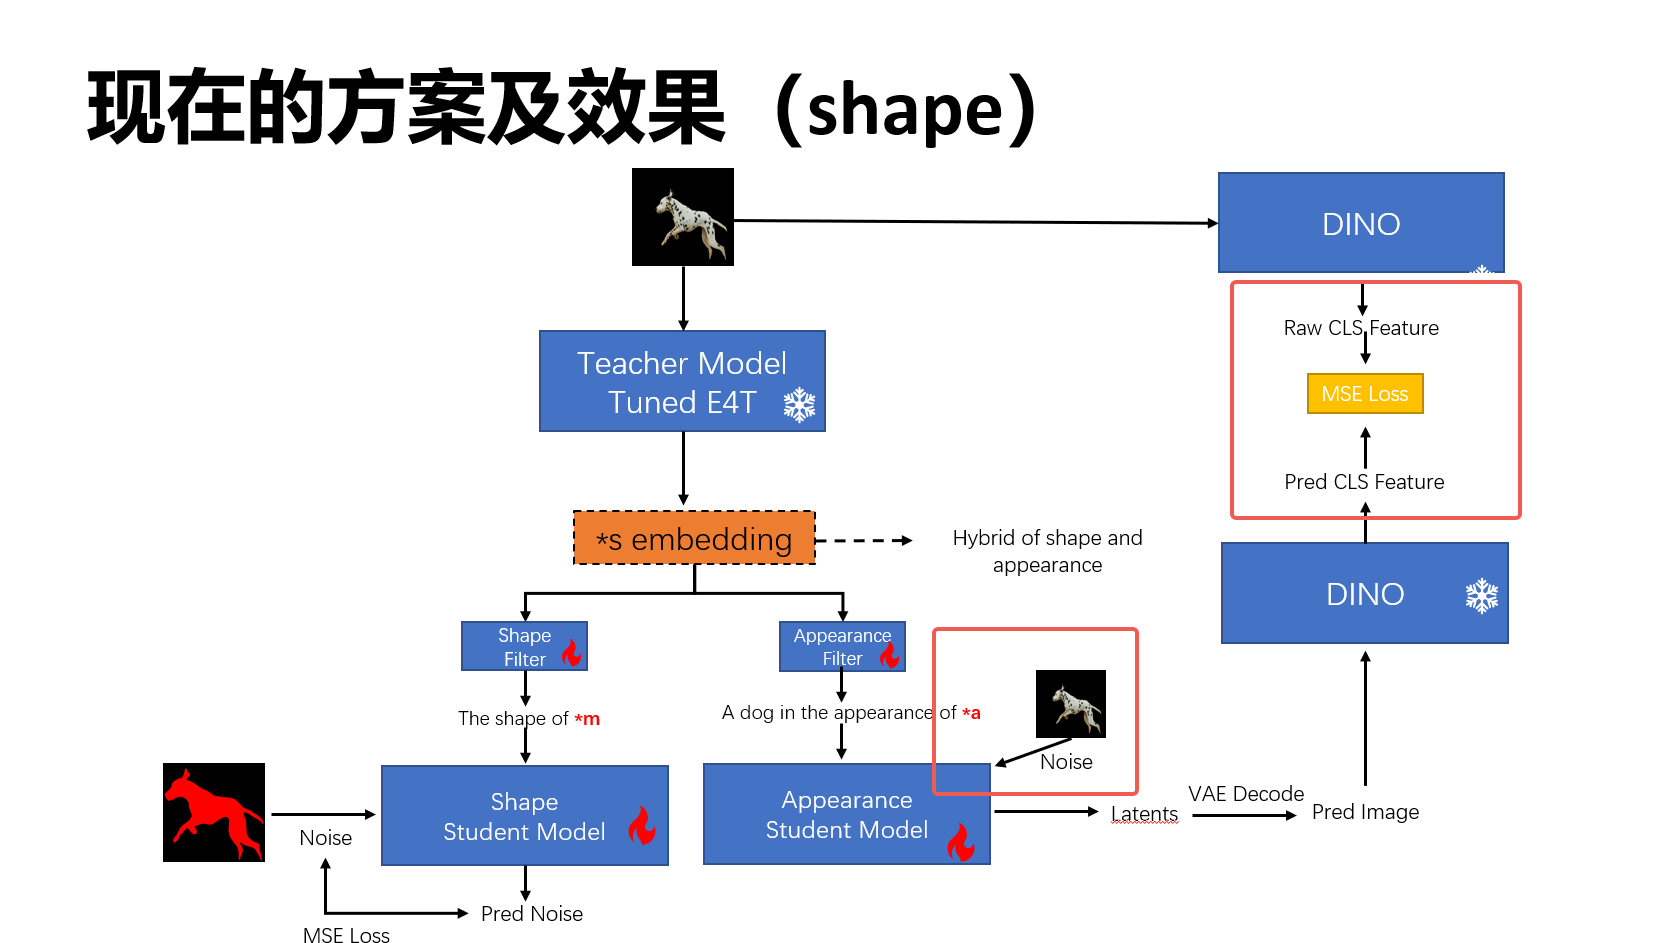 现在的方案及效果（shape）
DINO
Raw CLS Feature
MSE Loss
Pred CLS Feature
DINO
Teacher Model
Tuned E4T
*s embedding
Hybrid of shape and
appearance
Shape
Filter
Appearance
Filter
The shape of *m
A dog in the appearance of *a
Noise
Shape
Student Model
Appearance
Student Model
Noise
Latents
VAE Decode
Pred Image
Pred Noise
MSE Loss